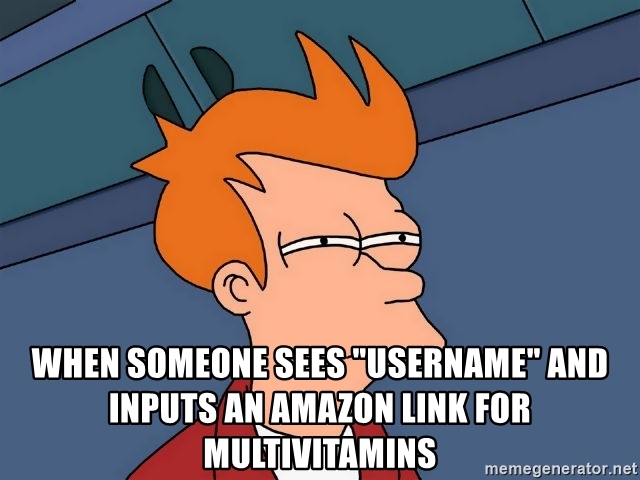 WHEN SOMEONE SEES "USERNAME" AND
INPUTS AN AMAZON LINK FOR
MULTIVITAMINS
memegenerator.net